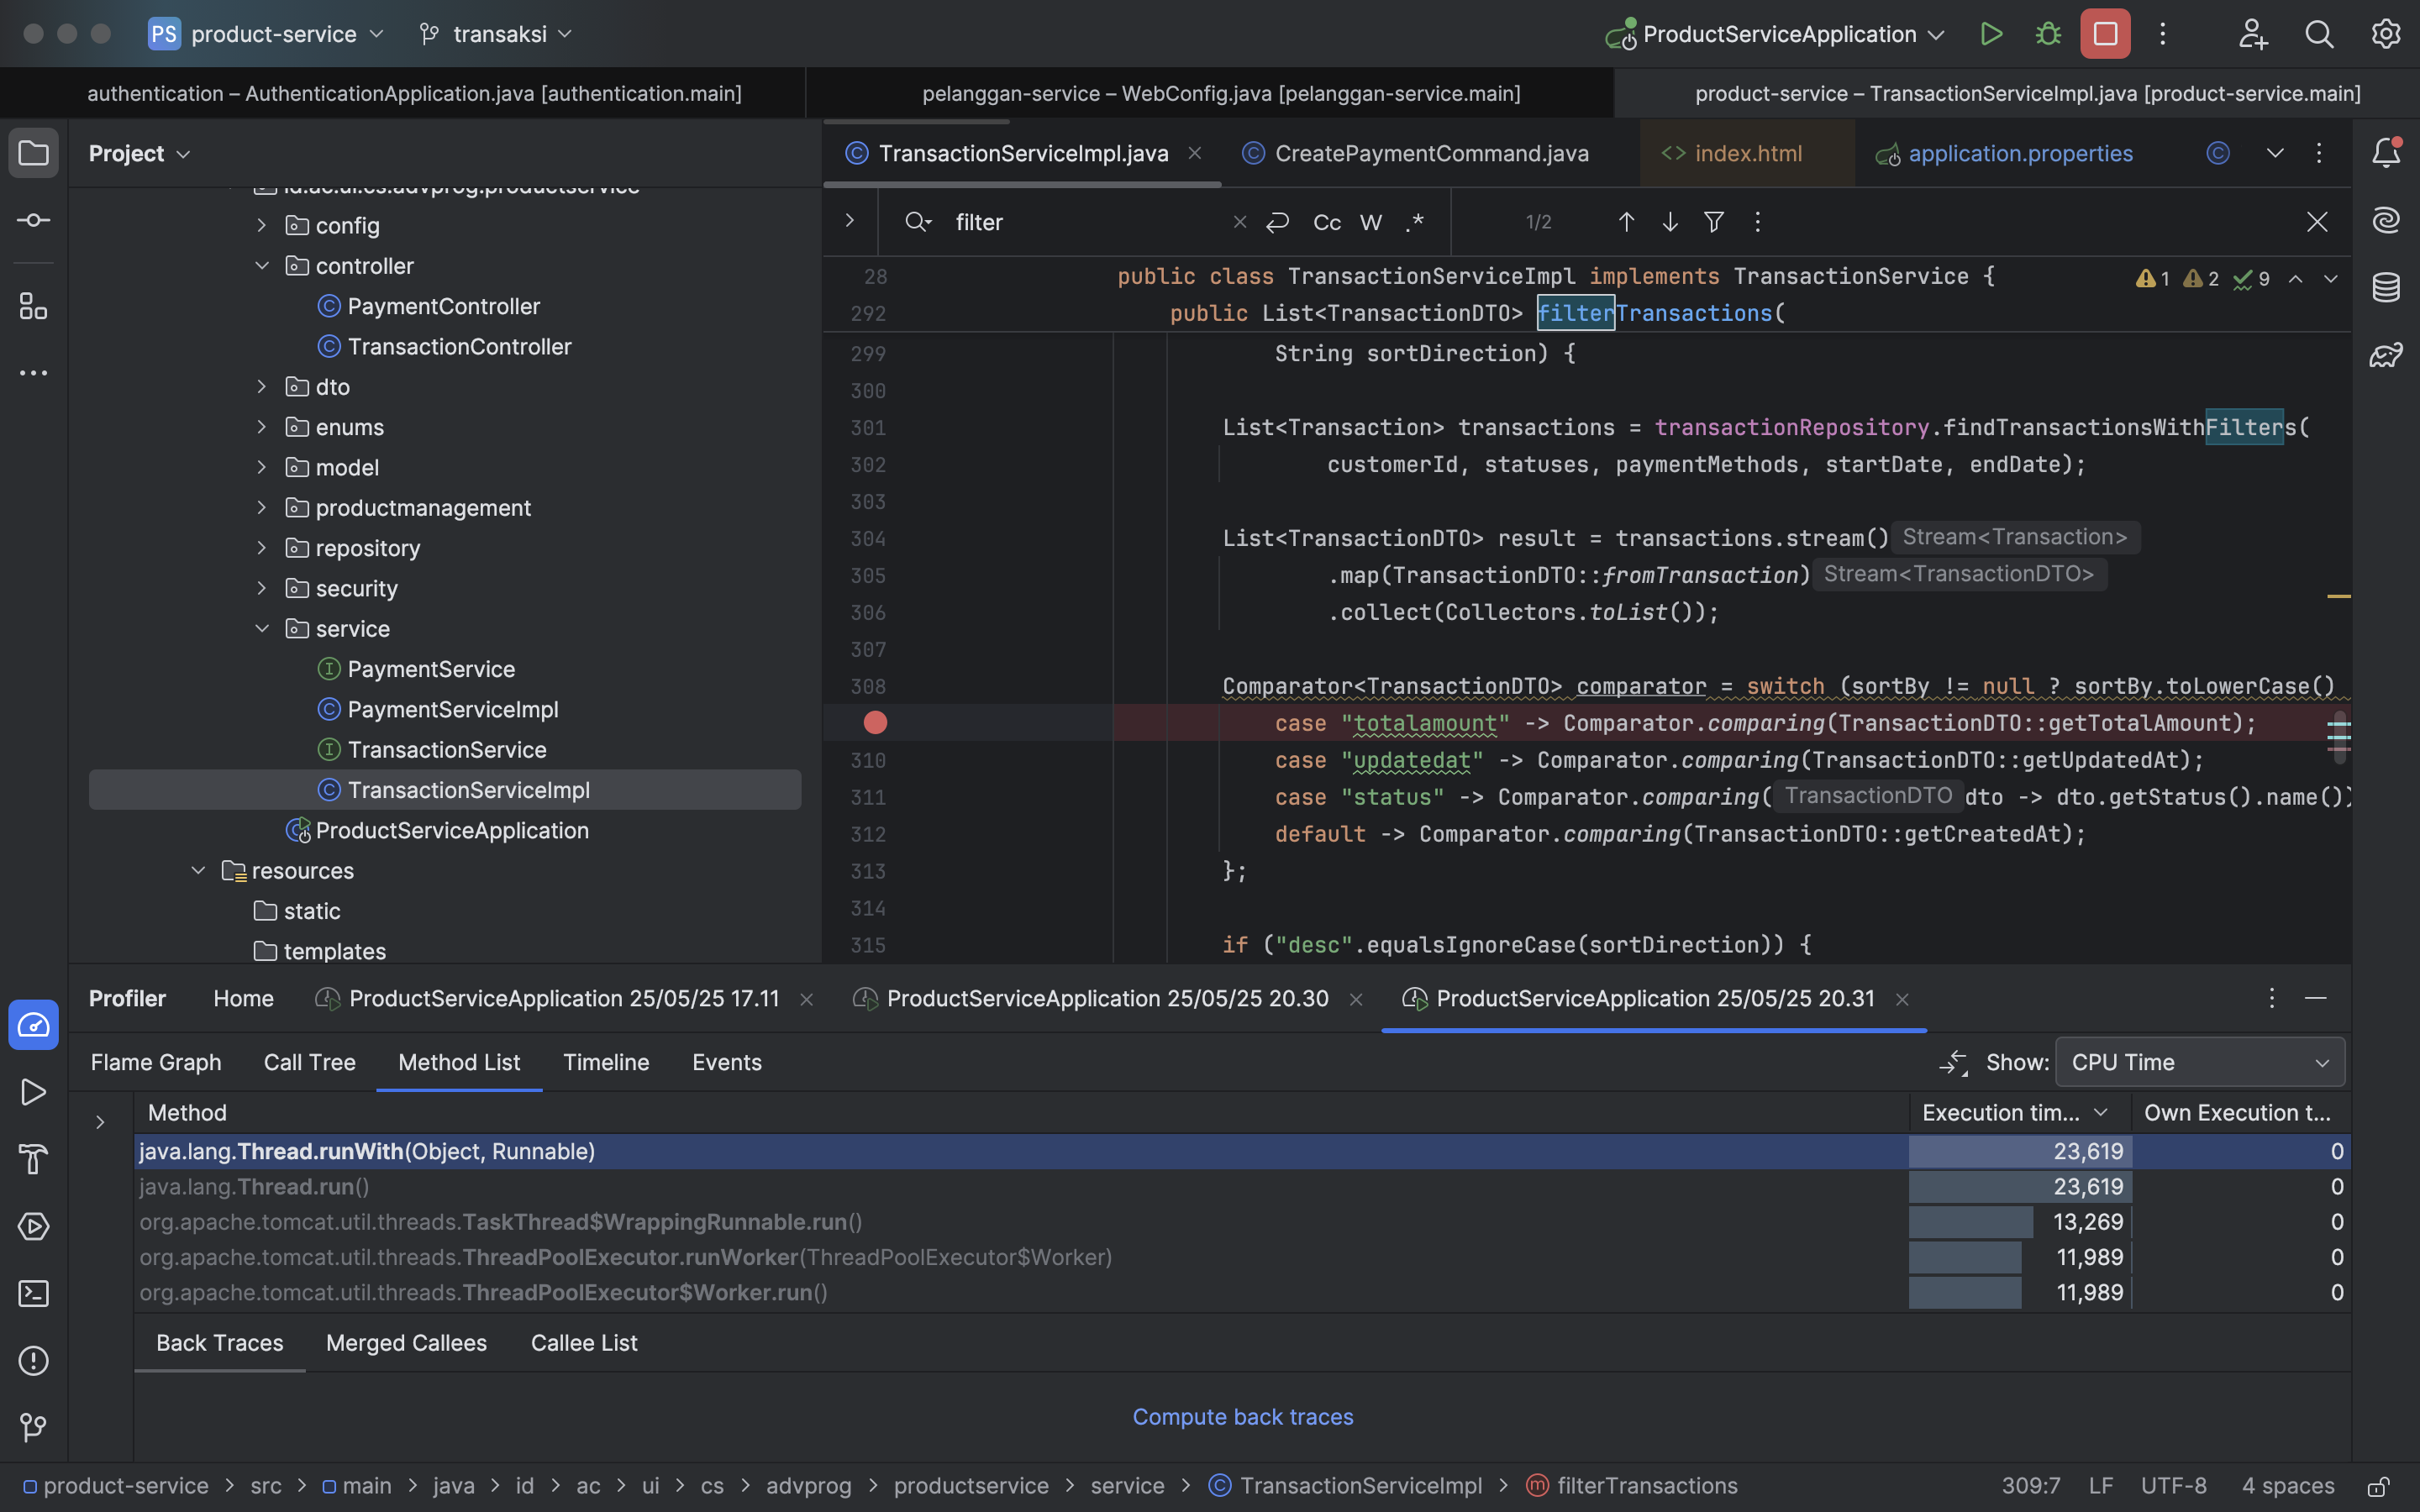 PS product-service transaksi ProductServiceApplication
authentication – AuthenticationApplication.java [authentication.main] pelanggan-service – WebConfig.java [pelanggan-service.main] product-service – TransactionServiceImpl.java [product-service.main]
Project
id.ac.ui.cs.advprog.productservice
config
controller
PaymentController
TransactionController
dto
enums
model
productmanagement
repository
security
service
PaymentService
PaymentServiceImpl
TransactionService
TransactionServiceImpl
ProductServiceApplication
resources
static
templates
TransactionServiceImpl.java CreatePaymentCommand.java <> index.html application.properties
filter Cc W .* 1/2
28 public class TransactionServiceImpl implements TransactionService { 1 2 9
292 public List<TransactionDTO> filterTransactions(
299 String sortDirection) {
300
301 List<Transaction> transactions = transactionRepository.findTransactionsWithFilters(
302 customerId, statuses, paymentMethods, startDate, endDate);
303
304 List<TransactionDTO> result = transactions.stream() Stream<Transaction>
305 .map(TransactionDTO::fromTransaction) Stream<TransactionDTO>
306 .collect(Collectors.toList());
307
308 Comparator<TransactionDTO> comparator = switch (sortBy != null ? sortBy.toLowerCase()
case "totalamount" -> Comparator.comparing(TransactionDTO::getTotalAmount);
310 case "updatedat" -> Comparator.comparing(TransactionDTO::getUpdatedAt);
311 case "status" -> Comparator.comparing( TransactionDTO dto -> dto.getStatus().name())
312 default -> Comparator.comparing(TransactionDTO::getCreatedAt);
313 };
314
315 if ("desc".equalsIgnoreCase(sortDirection)) {
Profiler Home ProductServiceApplication 25/05/25 17.11 ProductServiceApplication 25/05/25 20.30 ProductServiceApplication 25/05/25 20.31
Flame Graph Call Tree Method List Timeline Events Show: CPU Time
Method Execution tim... Own Execution t...
java.lang.Thread.runWith(Object, Runnable) 23,619 0
java.lang.Thread.run() 23,619 0
org.apache.tomcat.util.threads.TaskThread$WrappingRunnable.run() 13,269 0
org.apache.tomcat.util.threads.ThreadPoolExecutor.runWorker(ThreadPoolExecutor$Worker) 11,989 0
org.apache.tomcat.util.threads.ThreadPoolExecutor$Worker.run() 11,989 0
Back Traces Merged Callees Callee List
Compute back traces
product-service > src > main > java > id > ac > ui > cs > advprog > productservice > service > TransactionServiceImpl > filterTransactions 309:7 LF UTF-8 4 spaces